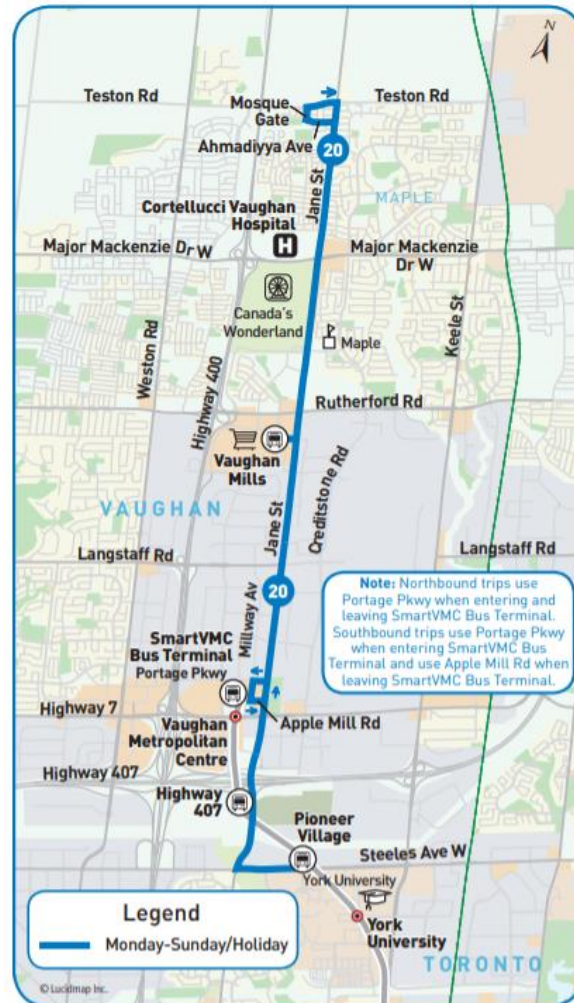 N
Teston Rd
Teston Rd
Mosque
Gate
Ahmadiyya Ave
20
Jane St
MAPLE
Cortellucci Vaughan
Hospital
H
Major Mackenzie Dr W
Major Mackenzie
Dr W
Canada's
Wonderland
Maple
Weston Rd
Highway 400
Keele St
Rutherford Rd
Vaughan
Mills
VAUGHAN
Jane St
Creditstone Rd
Langstaff Rd
Langstaff Rd
20
Millway Av
Note: Northbound trips use
Portage Pkwy when entering and
leaving SmartVMC Bus Terminal.
Southbound trips use Portage Pkwy
when entering SmartVMC Bus
Terminal and use Apple Mill Rd when
leaving SmartVMC Bus Terminal.
SmartVMC
Bus Terminal
Portage Pkwy
Highway 7
Apple Mill Rd
Vaughan
Metropolitan
Centre
Highway 407
Highway
407
Pioneer
Village
Steeles Ave W
York University
York
University
Legend
Monday-Sunday/Holiday
TORONTO
© Lucidmap Inc.